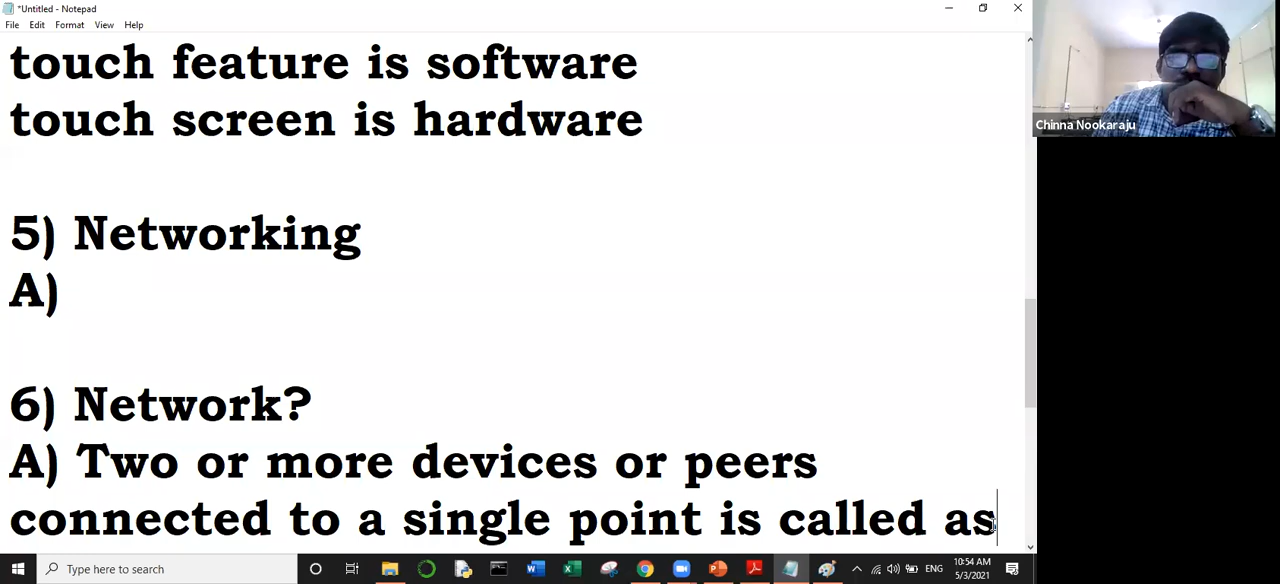 *Untitled - Notepad
File Edit Format View Help
touch feature is software
touch screen is hardware
5) Networking
A)
6) Network?
A) Two or more devices or peers
connected to a single point is called as
Chinna Nookaraju
Type here to search
ENG
10:54 AM
5/3/2021